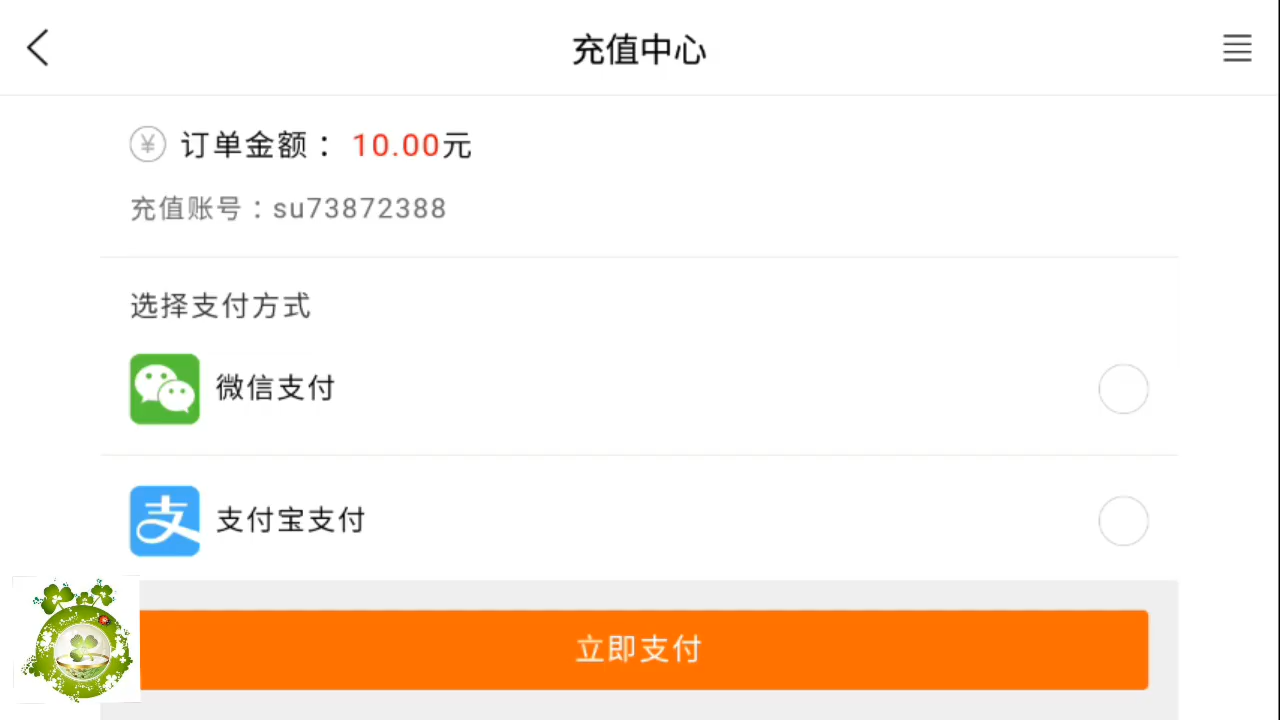 充值中心
¥ 订单金额： 10.00元
充值账号：su73872388
选择支付方式
微信支付
支 支付宝支付
立即支付